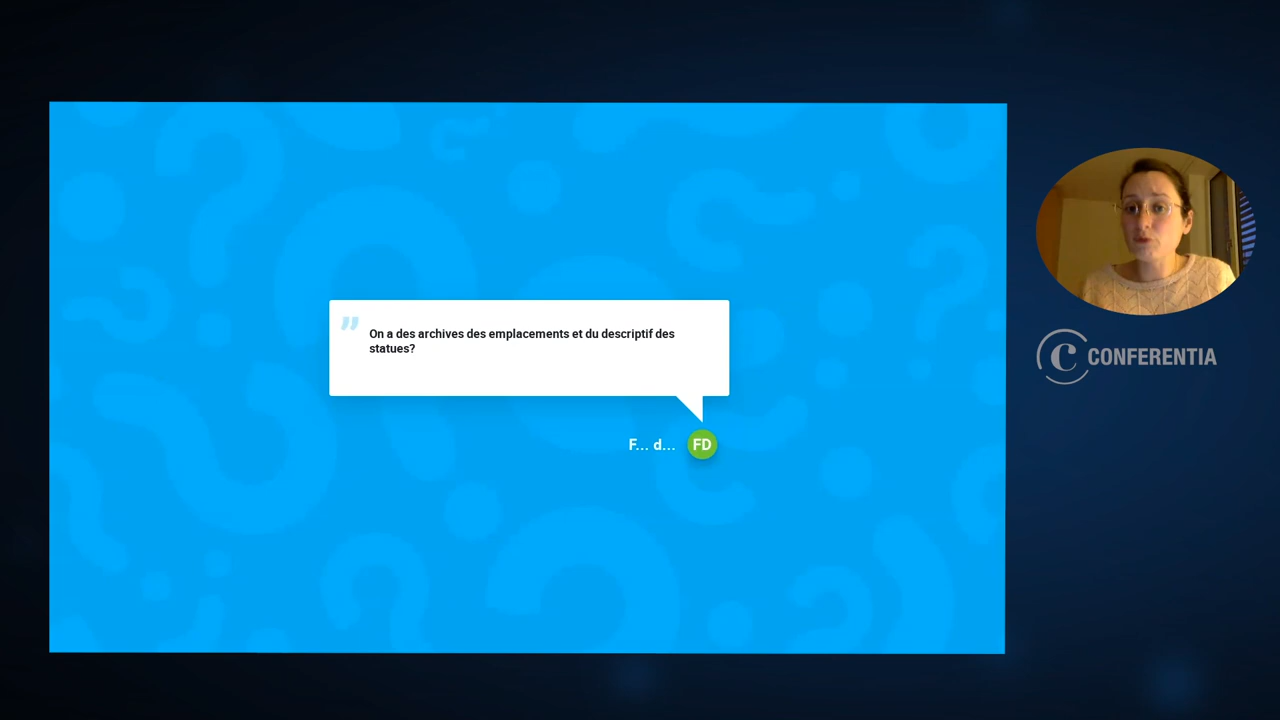 On a des archives des emplacements et du descriptif des
statues?
F... d... FD
C CONFERENTIA